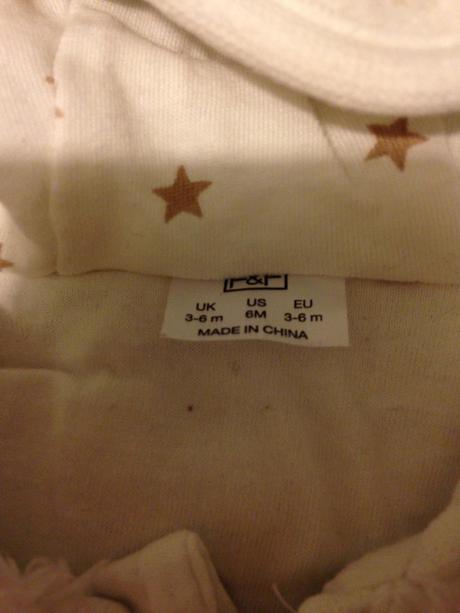 F&F
UK US EU
3-6 m 6M 3-6 m
MADE IN CHINA